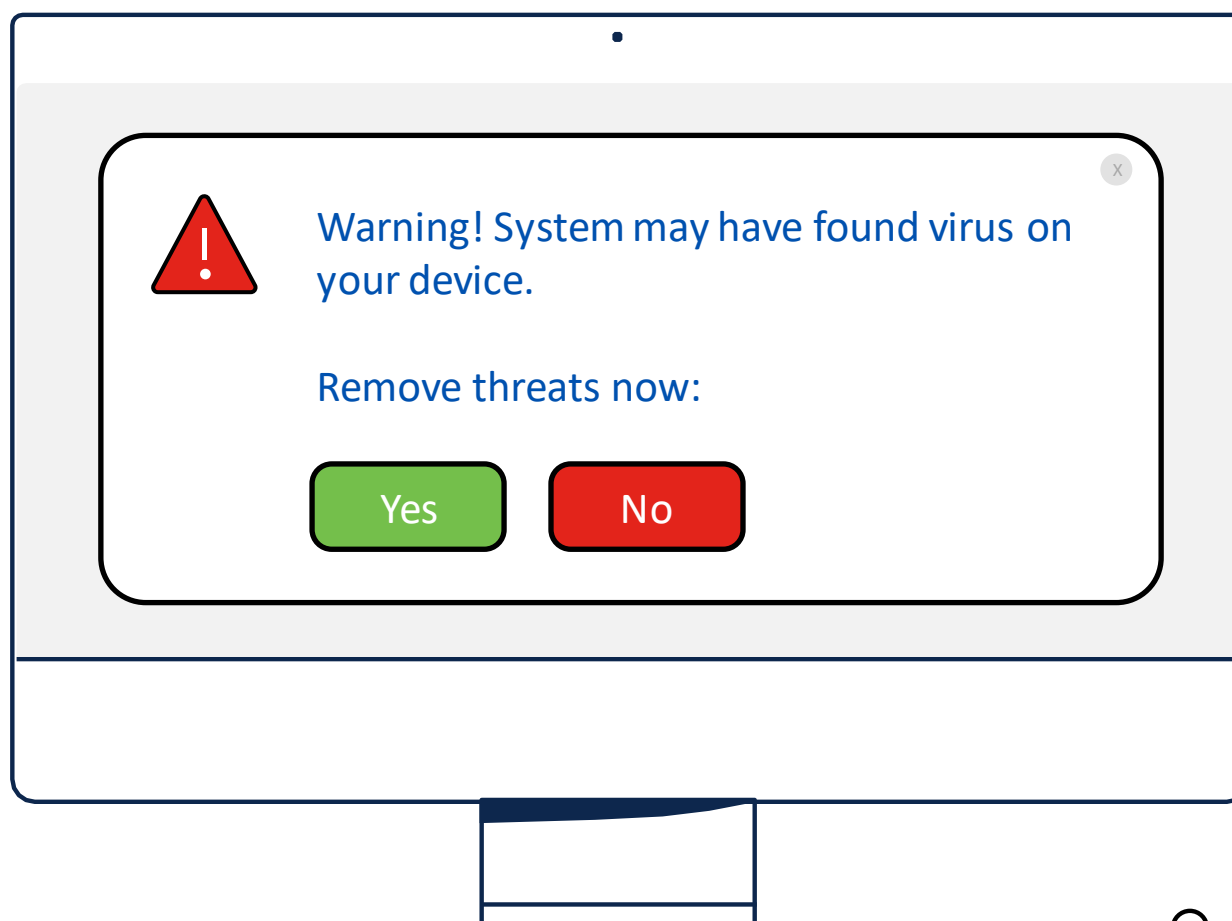 X
Warning! System may have found virus on
your device.
Remove threats now:
Yes No